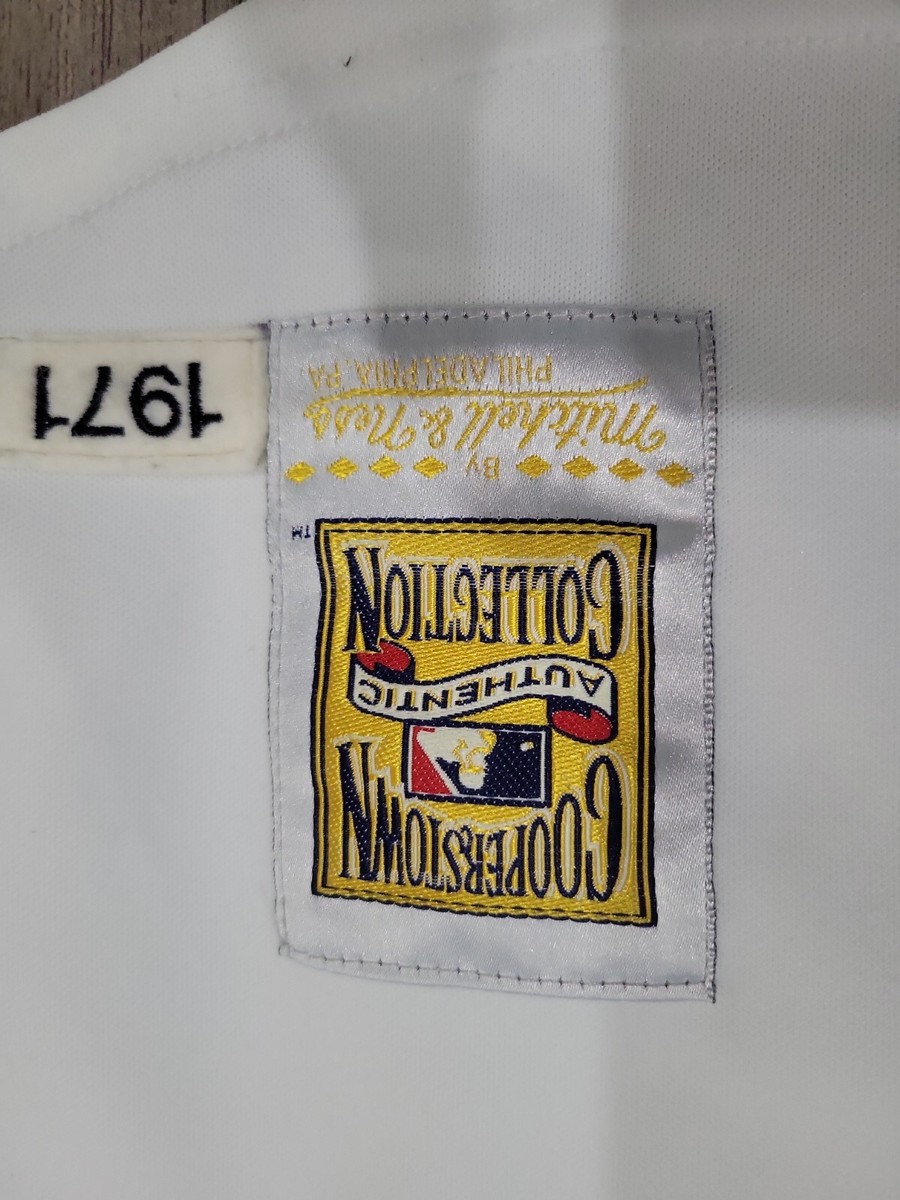 COOPERSTOWN
AUTHENTIC
COLLECTION
TM
By
Mitchell & Ness
PHILADELPHIA, PA
1971